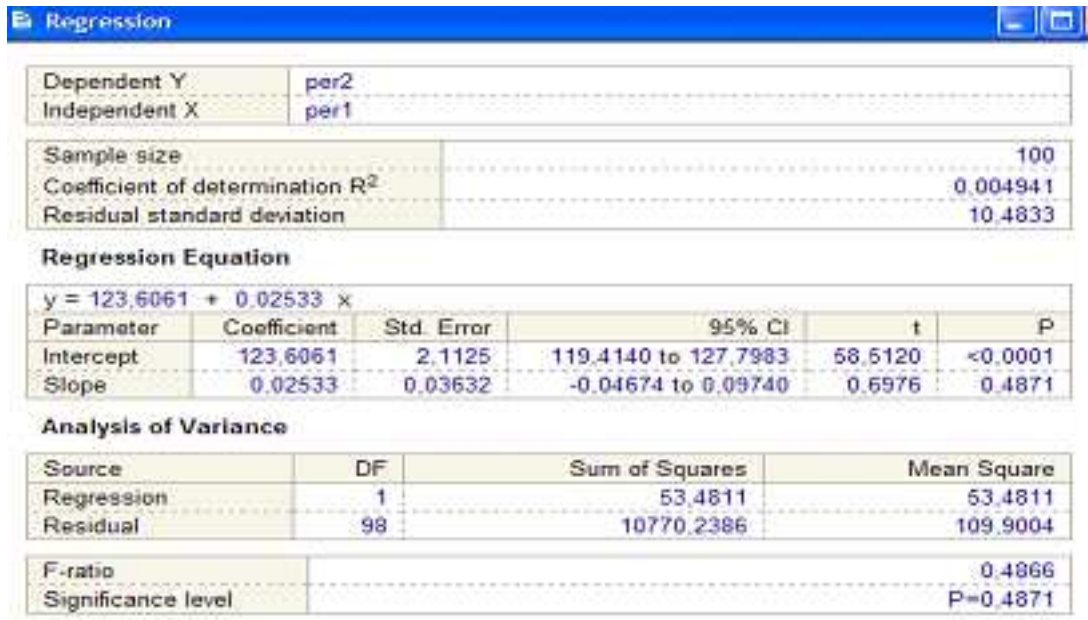 Regression
Dependent Y per2
Independent X per1
Sample size 100
Coefficient of determination R² 0,004941
Residual standard deviation 10,4833
Regression Equation
y = 123,6061 + 0,02533 x
Parameter Coefficient Std. Error 95% CI t P
Intercept 123,6061 2,1125 119,4140 to 127,7983 58,5120 <0,0001
Slope 0,02533 0,03632 -0,04674 to 0,09740 0,6976 0,4871
Analysis of Variance
Source DF Sum of Squares Mean Square
Regression 1 53,4811 53,4811
Residual 98 10770,2386 109,9004
F-ratio 0,4866
Significance level P=0,4871